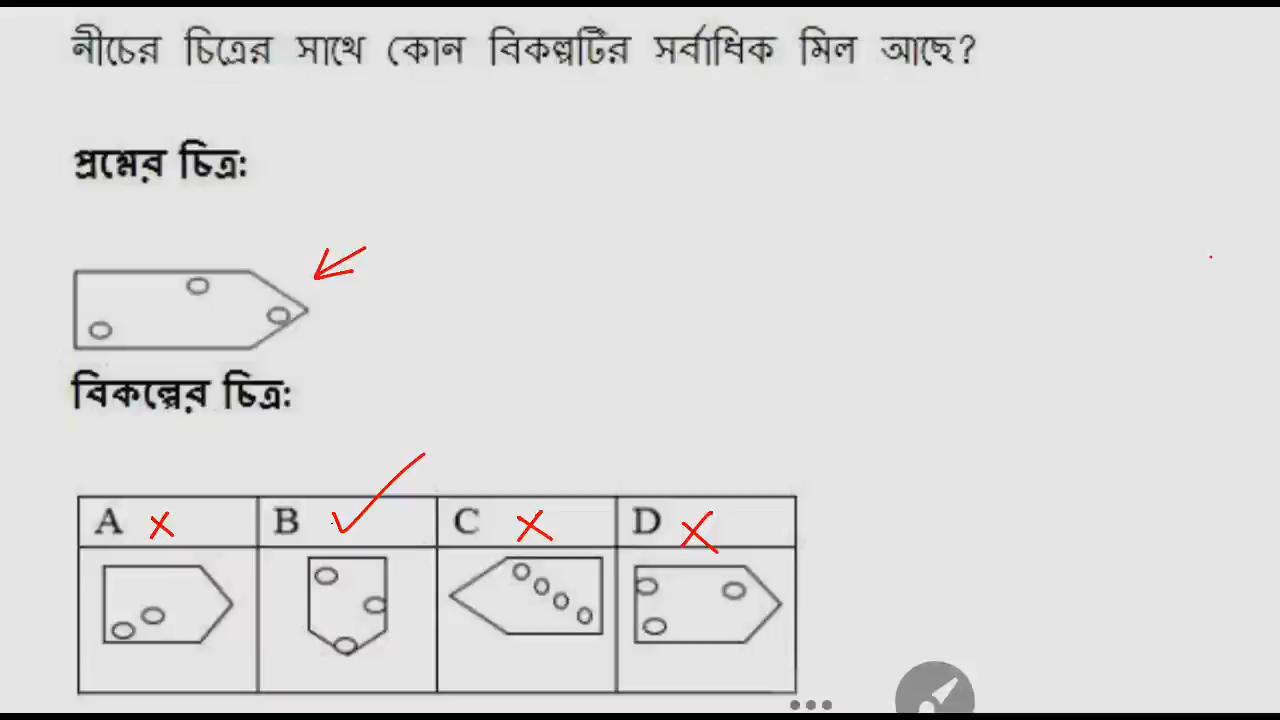 নীচের চিত্রের সাথে কোন বিকল্পটির সর্বাধিক মিল আছে?
প্রশ্নের চিত্র:
বিকল্পের চিত্র:
A B C D